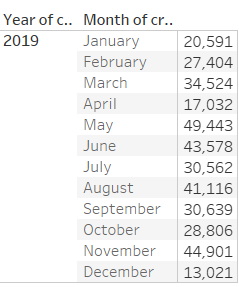 Year of c.. Month of cr..
2019 January 20,591
February 27,404
March 34,524
April 17,032
May 49,443
June 43,578
July 30,562
August 41,116
September 30,639
October 28,806
November 44,901
December 13,021